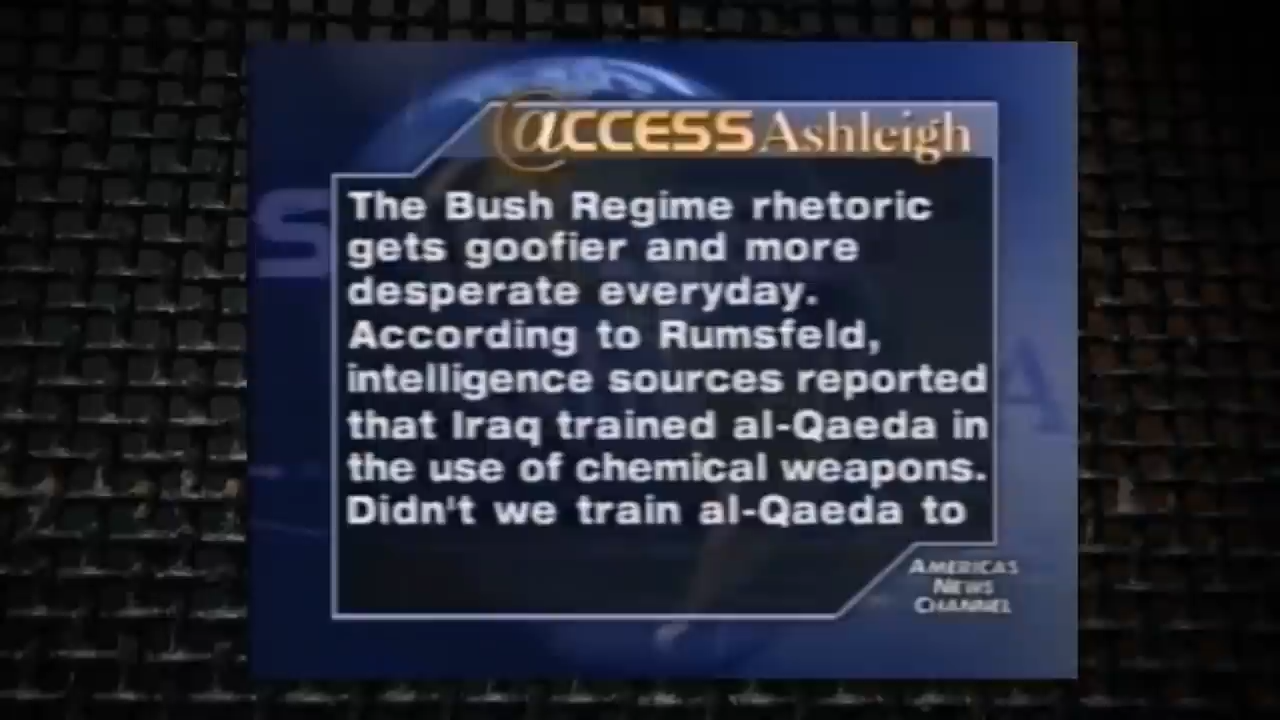 @ccess Ashleigh
S
The Bush Regime rhetoric
gets goofier and more
desperate everyday.
According to Rumsfeld,
intelligence sources reported
that Iraq trained al-Qaeda in
the use of chemical weapons.
Didn't we train al-Qaeda to
A
AMERICA'S
NEWS
CHANNEL